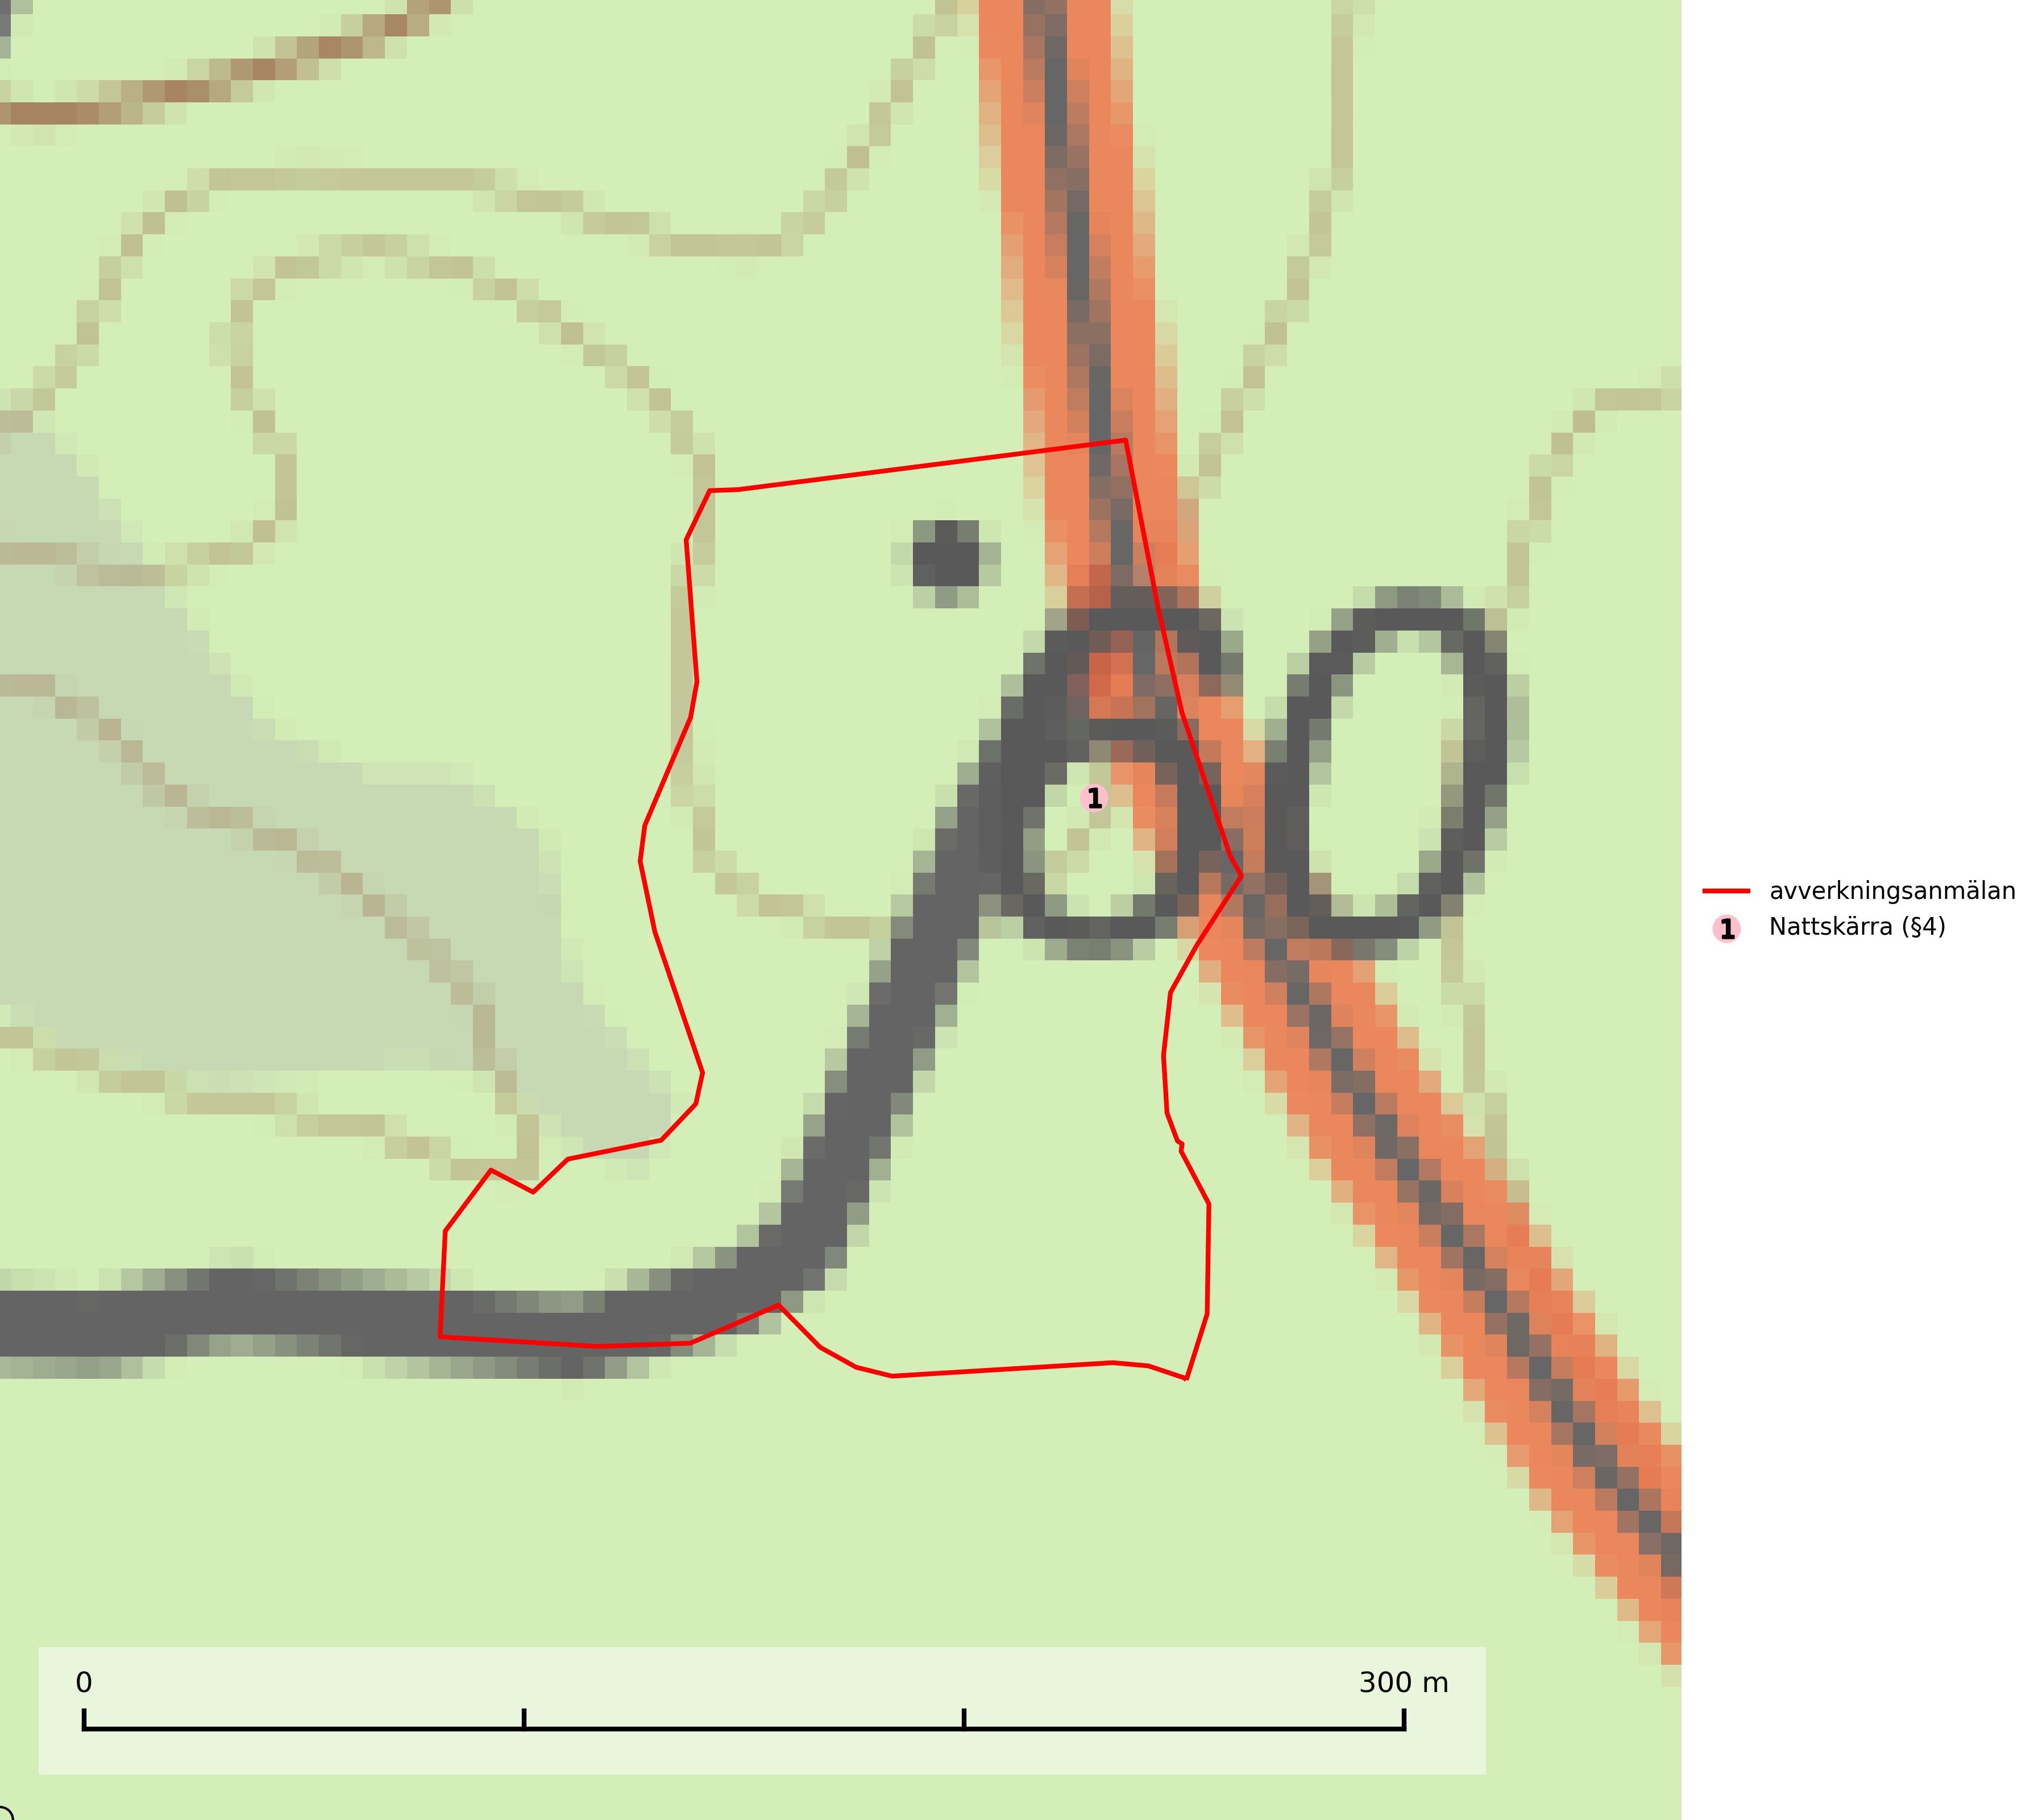 1
avverkningsanmälan
1 Nattskärra (§4)
0 300 m